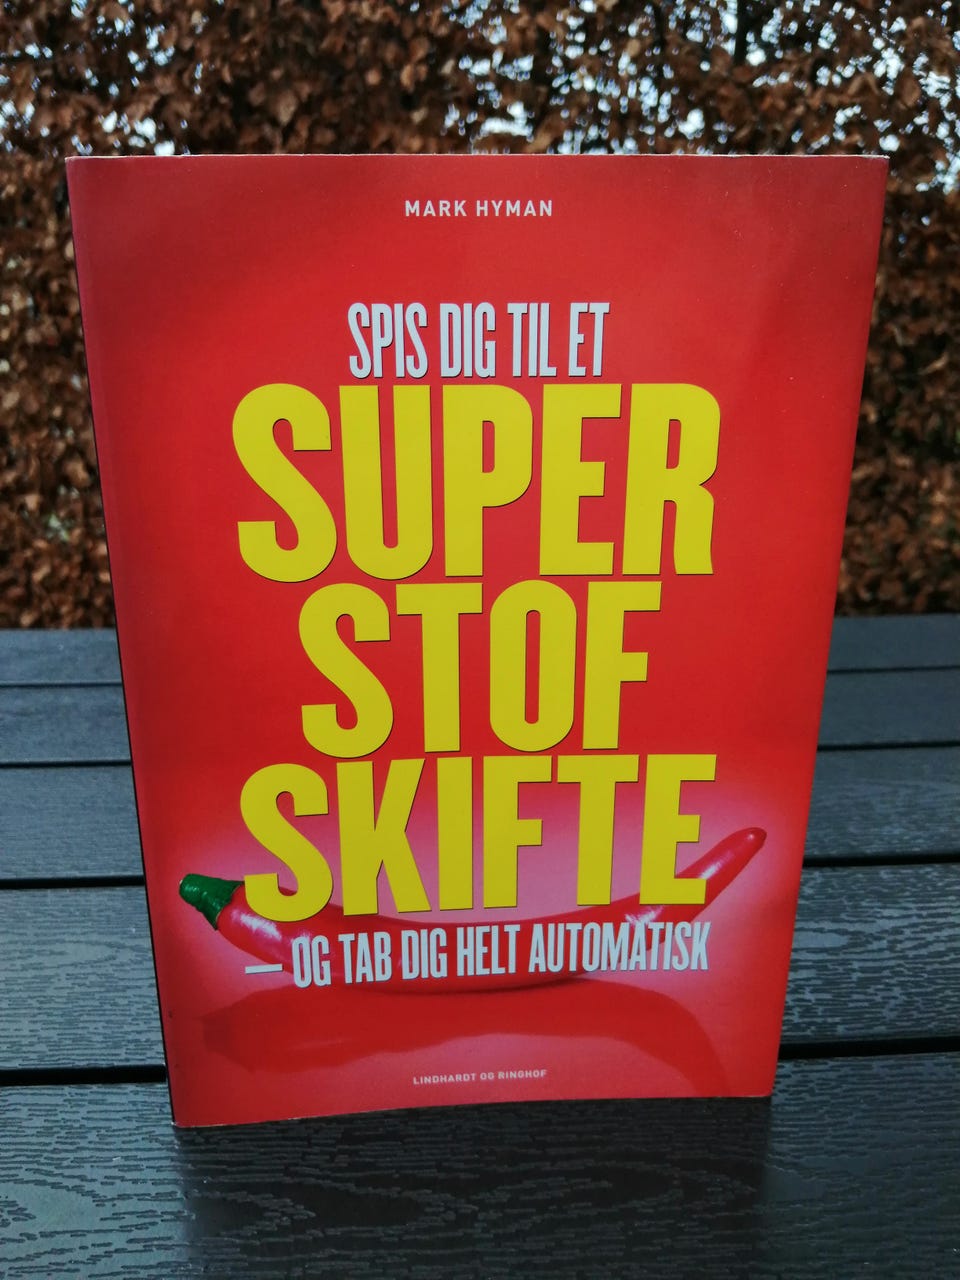 MARK HYMAN
SPIS DIG TIL ET
SUPER
STOF
SKIFTE
– OG TAB DIG HELT AUTOMATISK
LINDHARDT OG RINGHOF